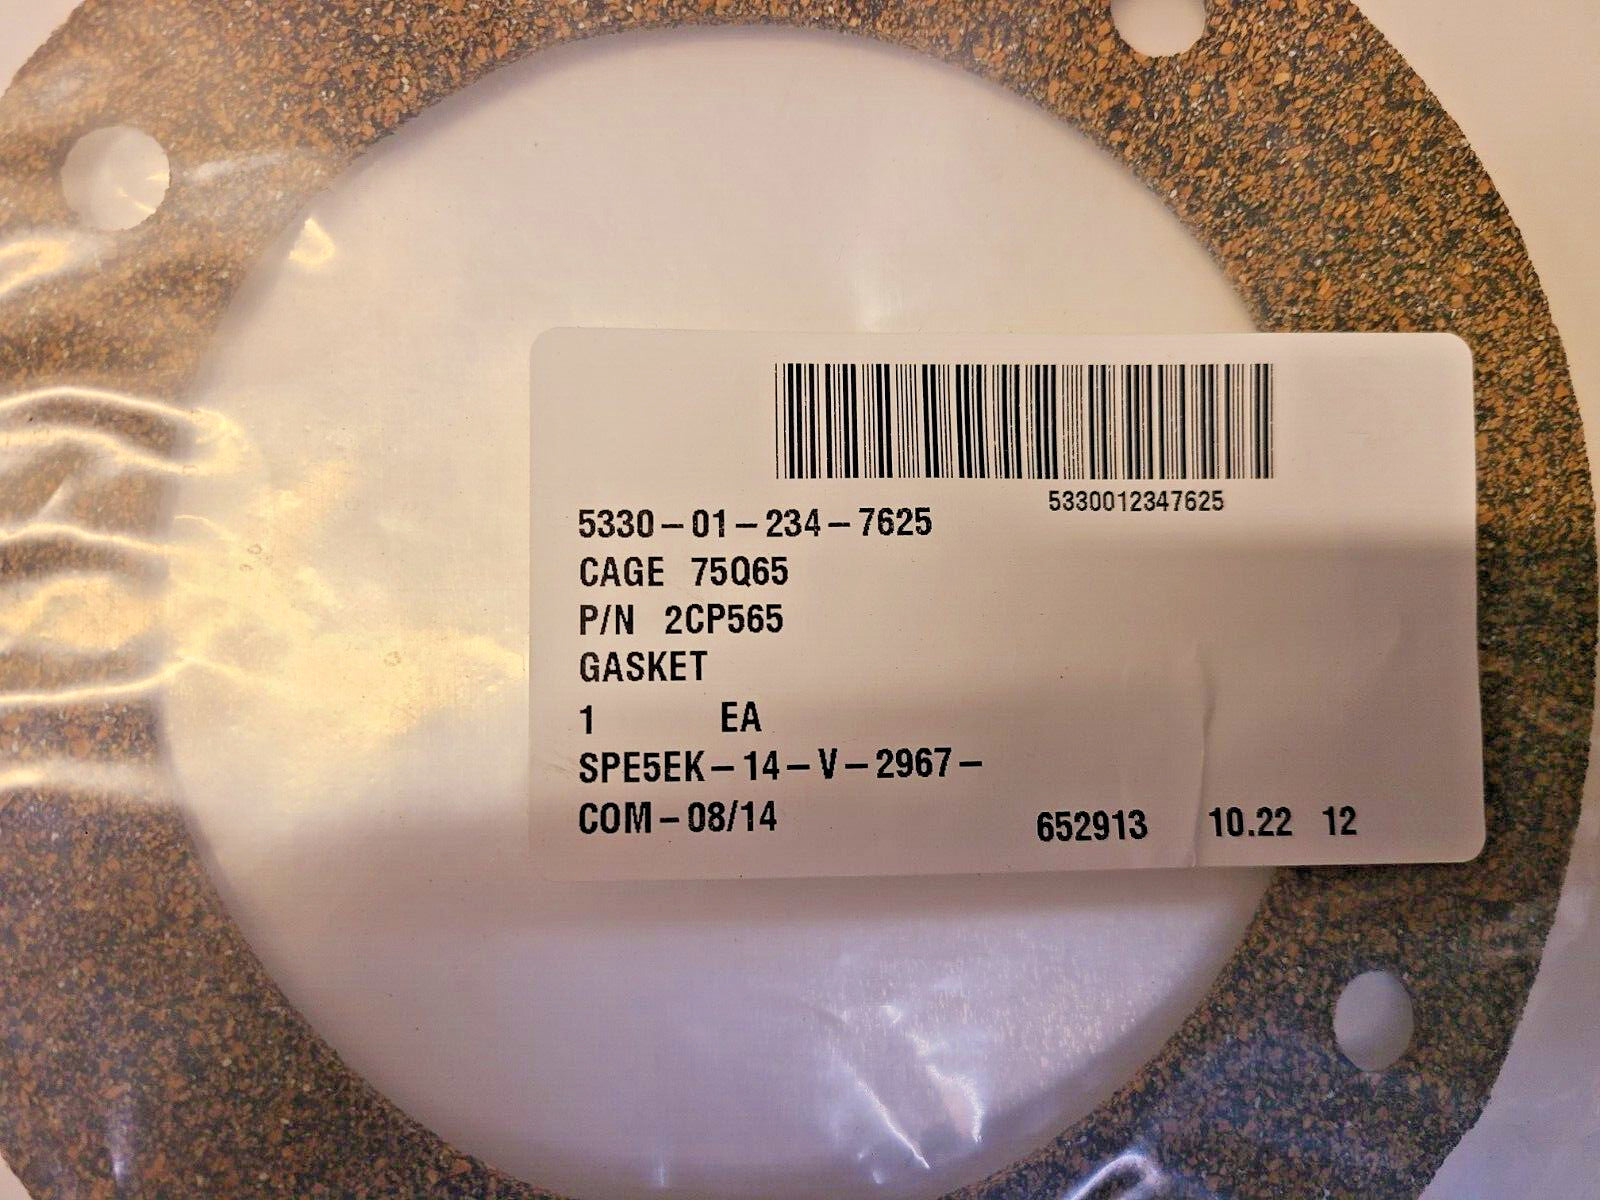 5330012347625
5330-01-234-7625
CAGE 75Q65
P/N 2CP565
GASKET
1 EA
SPE5EK-14-V-2967-
COM-08/14 652913 10.22 12